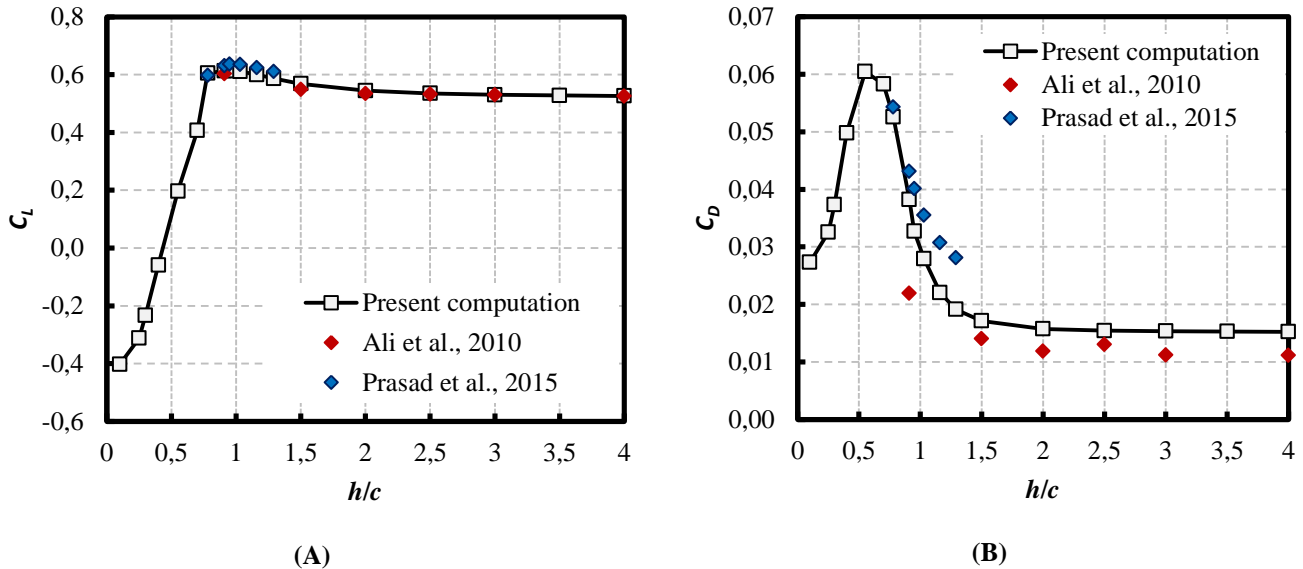 0,8
0,6
0,4
0,2
0,0
-0,2
-0,4
-0,6
C_L
Present computation
Ali et al., 2010
Prasad et al., 2015
0 0,5 1 1,5 2 2,5 3 3,5 4
h/c
(A)
0,07
0,06
0,05
0,04
0,03
0,02
0,01
0,00
C_D
Present computation
Ali et al., 2010
Prasad et al., 2015
0 0,5 1 1,5 2 2,5 3 3,5 4
h/c
(B)